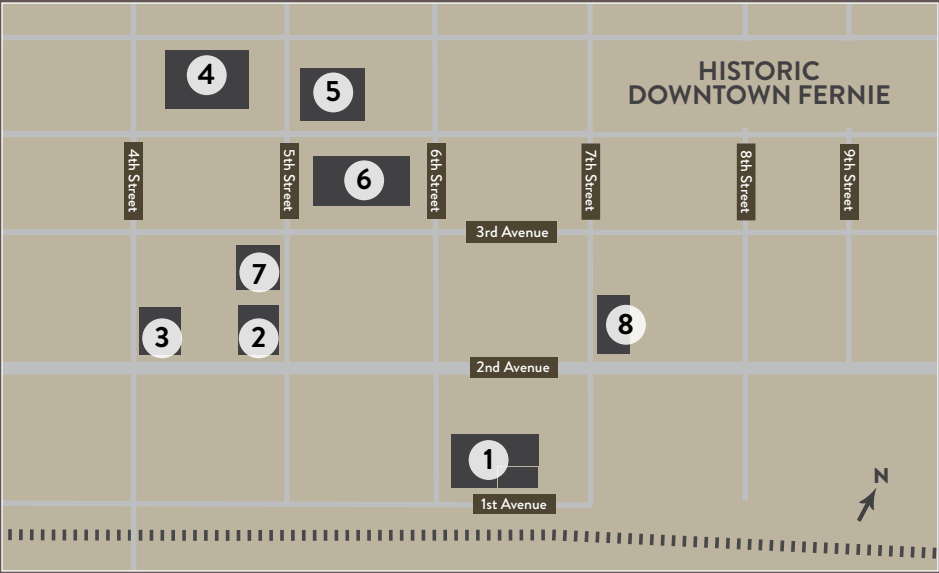 HISTORIC
DOWNTOWN FERNIE
4
5
4th Street
5th Street
6
6th Street
7th Street
8th Street
9th Street
3rd Avenue
7
3
2
8
2nd Avenue
1
N
1st Avenue